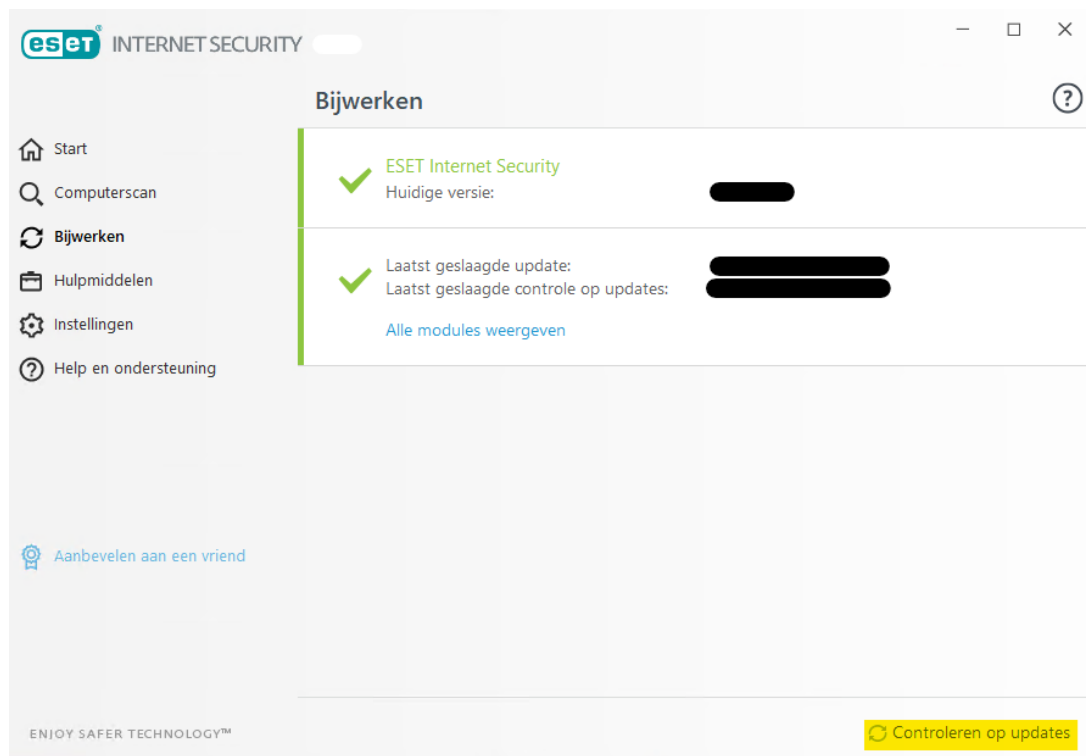 eset® INTERNET SECURITY
Bijwerken
Start
Computerscan
Bijwerken
Hulpmiddelen
Instellingen
Help en ondersteuning
Aanbevelen aan een vriend
ESET Internet Security
Huidige versie:
Laatst geslaagde update:
Laatst geslaagde controle op updates:
Alle modules weergeven
ENJOY SAFER TECHNOLOGY™
Controleren op updates